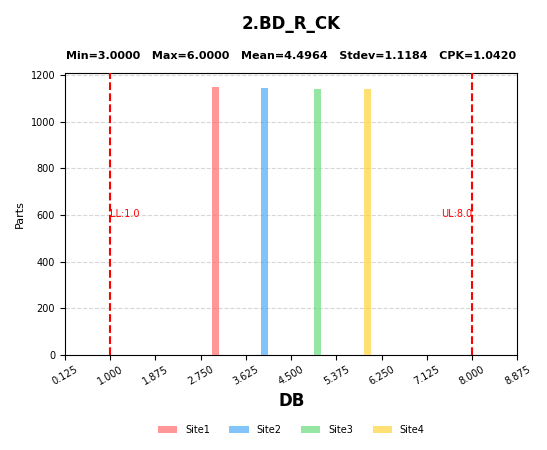 2.BD_R_CK
Min=3.0000 Max=6.0000 Mean=4.4964 Stdev=1.1184 CPK=1.0420
1200
1000
800
600
400
200
0
Parts
LL:1.0
UL:8.0
0.125 1.000 1.875 2.750 3.625 4.500 5.375 6.250 7.125 8.000 8.875
DB
Site1 Site2 Site3 Site4